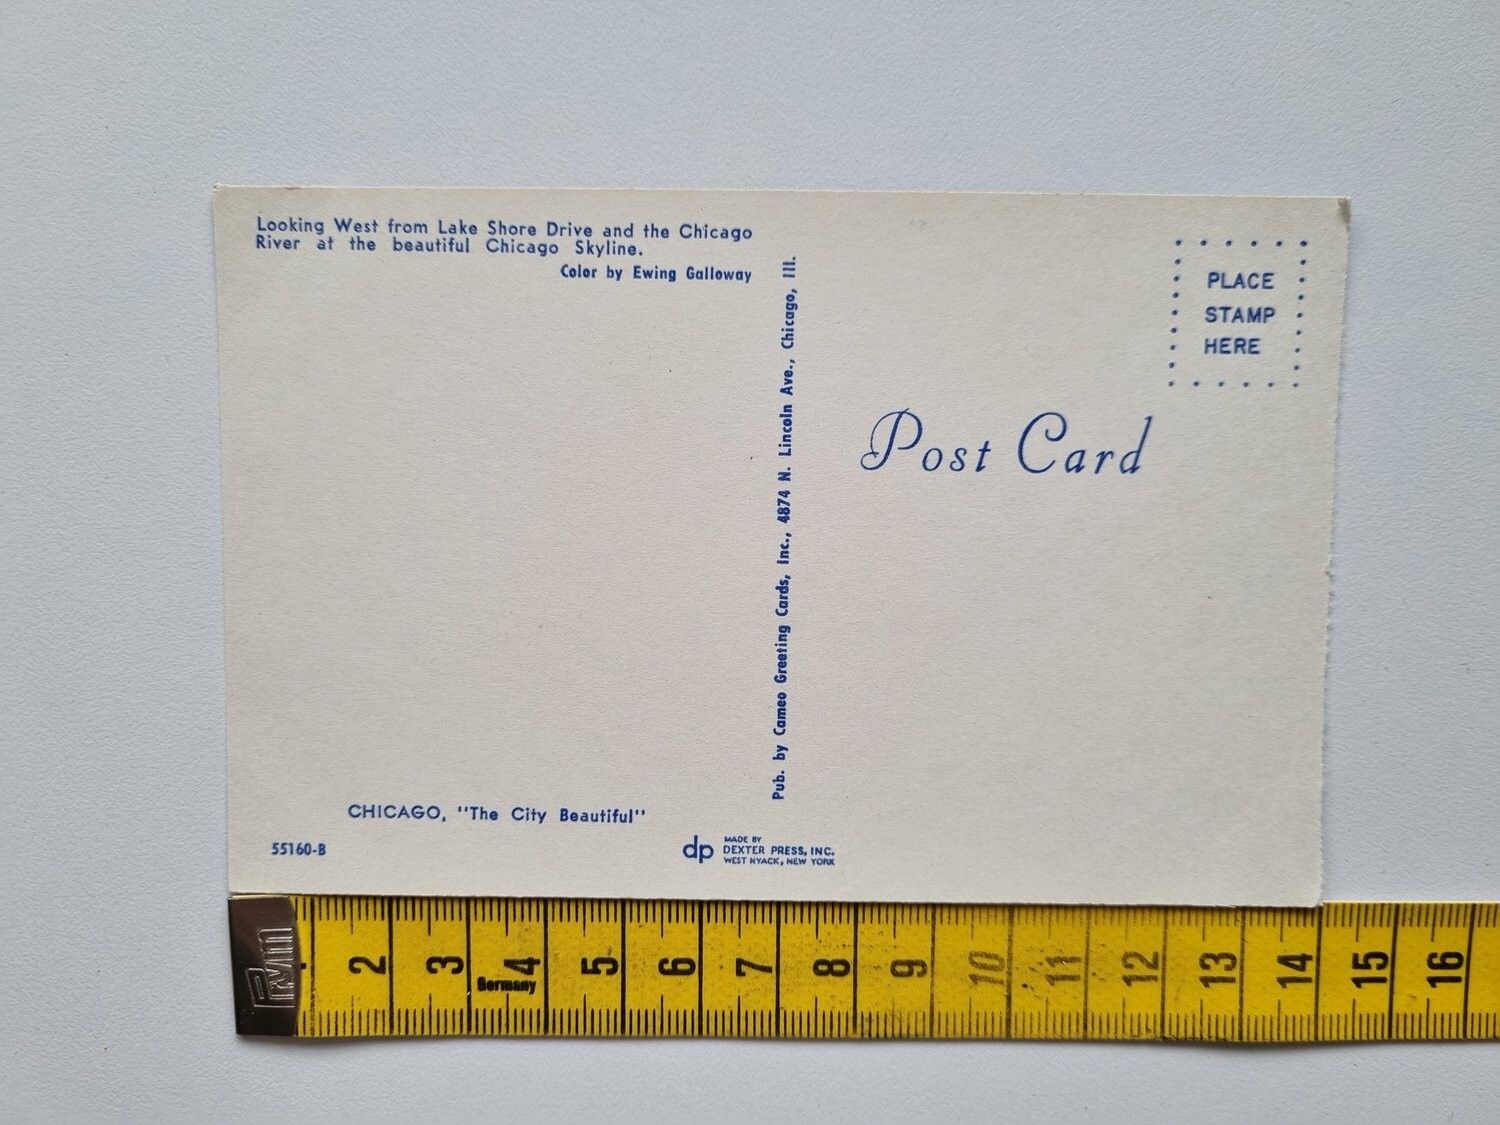 Looking West from Lake Shore Drive and the Chicago
River at the beautiful Chicago Skyline.
Color by Ewing Galloway
Pub. by Cameo Greeting Cards, Inc., 4874 N. Lincoln Ave., Chicago, Ill.
PLACE
STAMP
HERE
Post Card
CHICAGO, "The City Beautiful"
55160-B
dp
MADE BY
DEXTER PRESS, INC.
WEST NYACK, NEW YORK
Prym
2 3 4 5 6 7 8 9 10 11 12 13 14 15 16
Germany